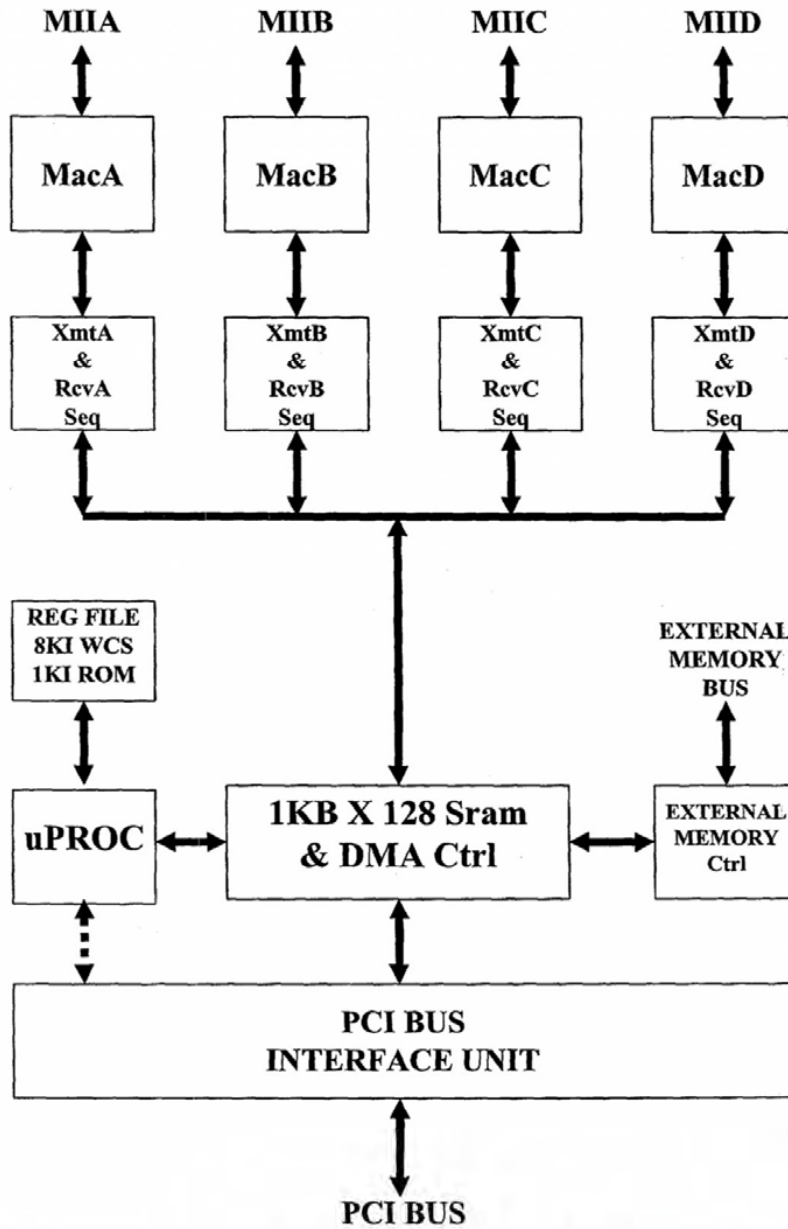 MIIA MIIB MIIC MIID
MacA MacB MacC MacD
XmtA
&
RcvA
Seq
XmtB
&
RcvB
Seq
XmtC
&
RcvC
Seq
XmtD
&
RcvD
Seq
REG FILE
8KI WCS
1KI ROM
EXTERNAL
MEMORY
BUS
uPROC
1KB X 128 Sram
& DMA Ctrl
EXTERNAL
MEMORY
Ctrl
PCI BUS
INTERFACE UNIT
PCI BUS